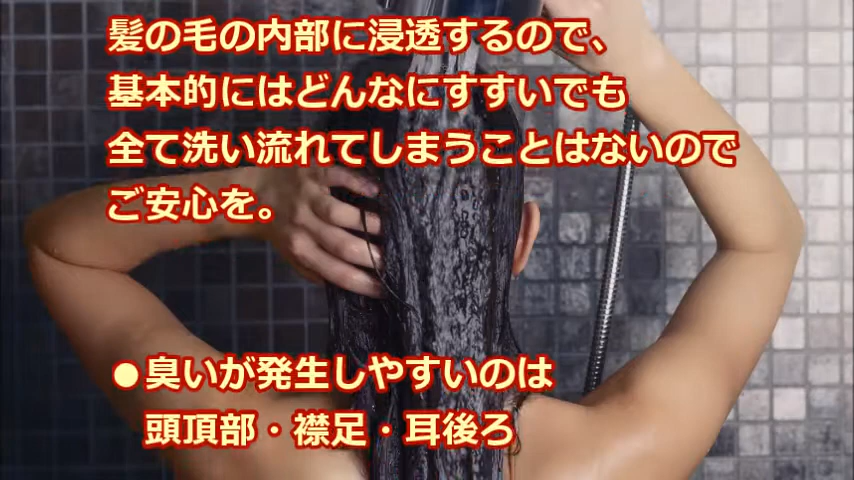 髪の毛の内部に浸透するので、
基本的にはどんなにすすいでも
全て洗い流れてしまうことはないので
ご安心を。
●臭いが発生しやすいのは
頭頂部・襟足・耳後ろ